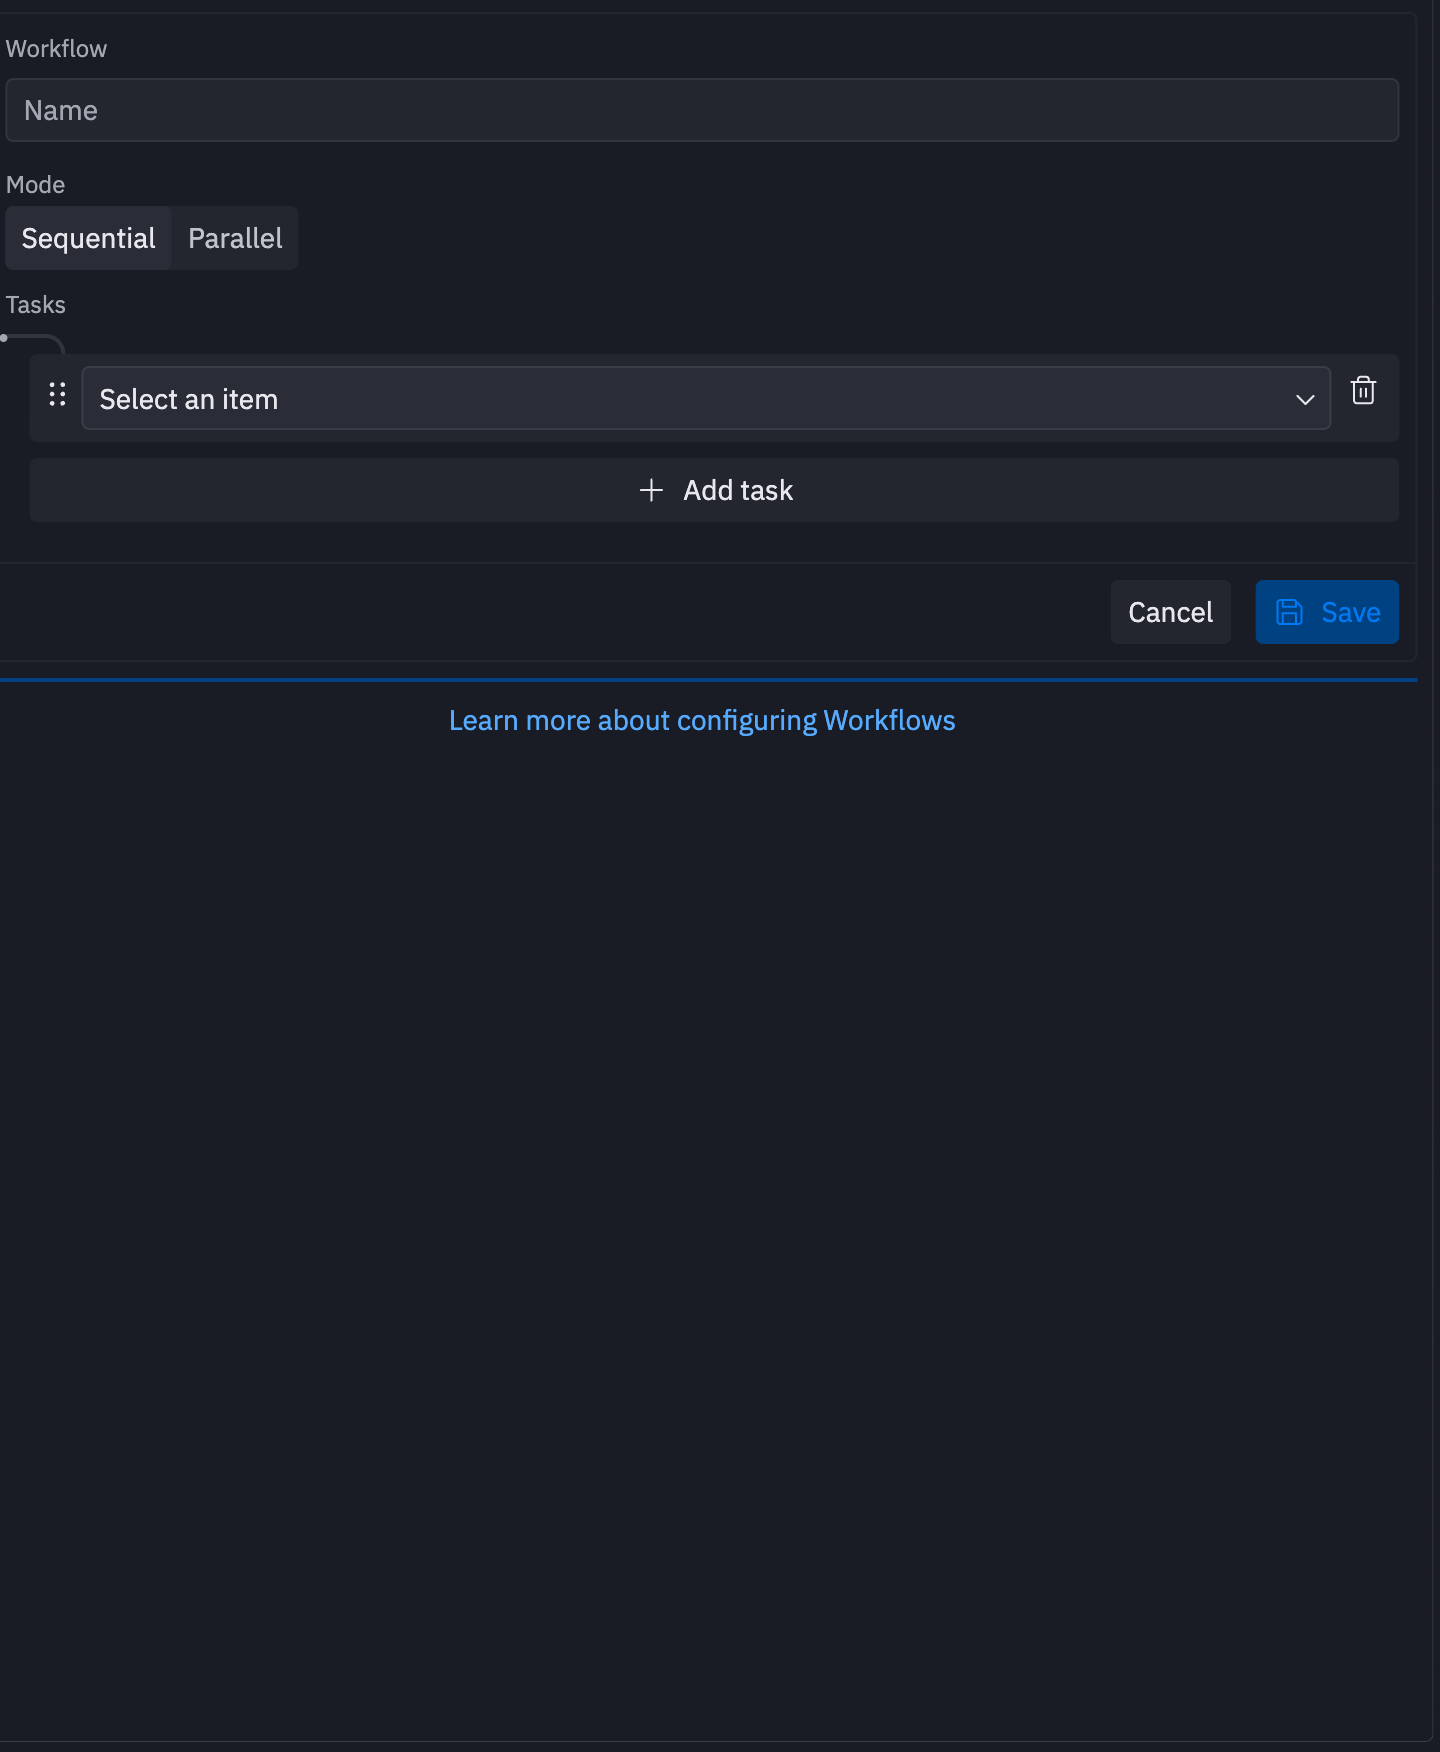 Workflow
Name
Mode
Sequential Parallel
Tasks
Select an item
Add task
Cancel Save
Learn more about configuring Workflows